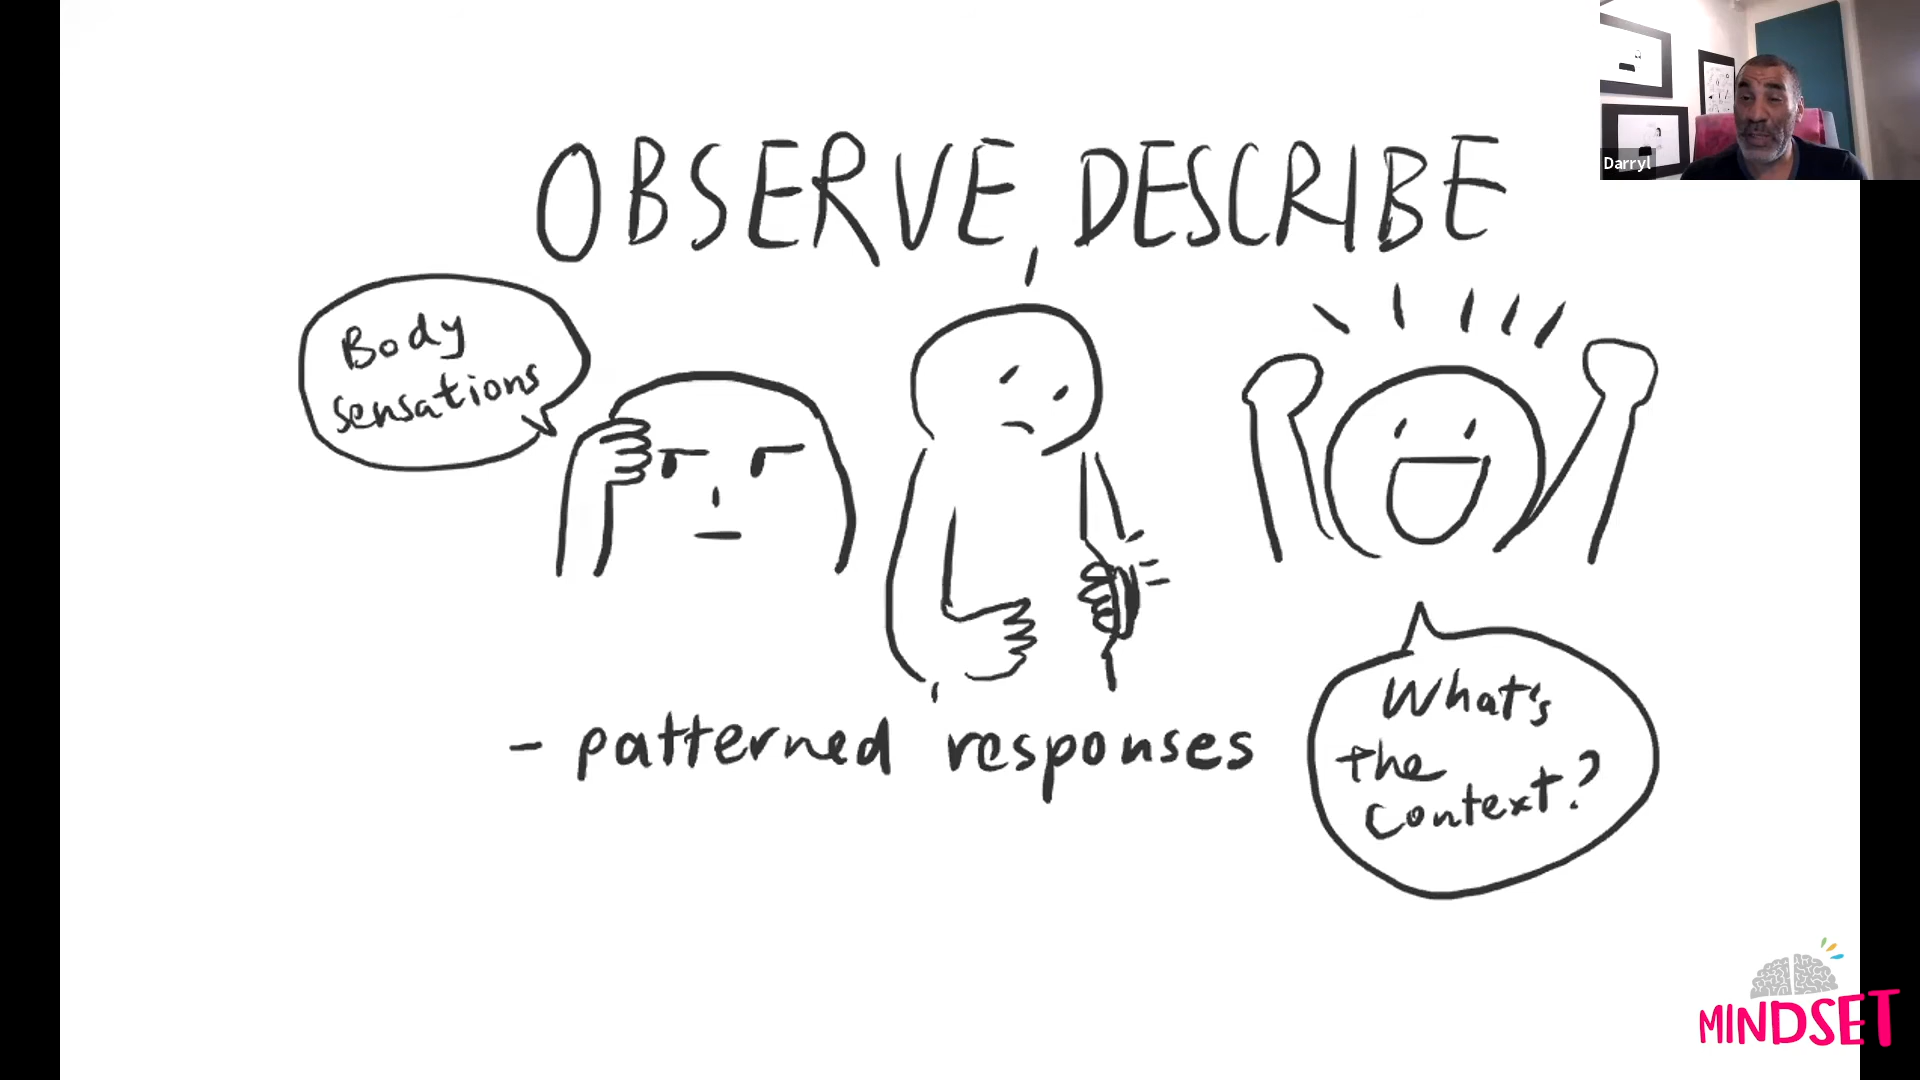 Darryl
OBSERVE, DESCRIBE
Body
sensations
- patterned responses
What's
the
context?
MINDSET